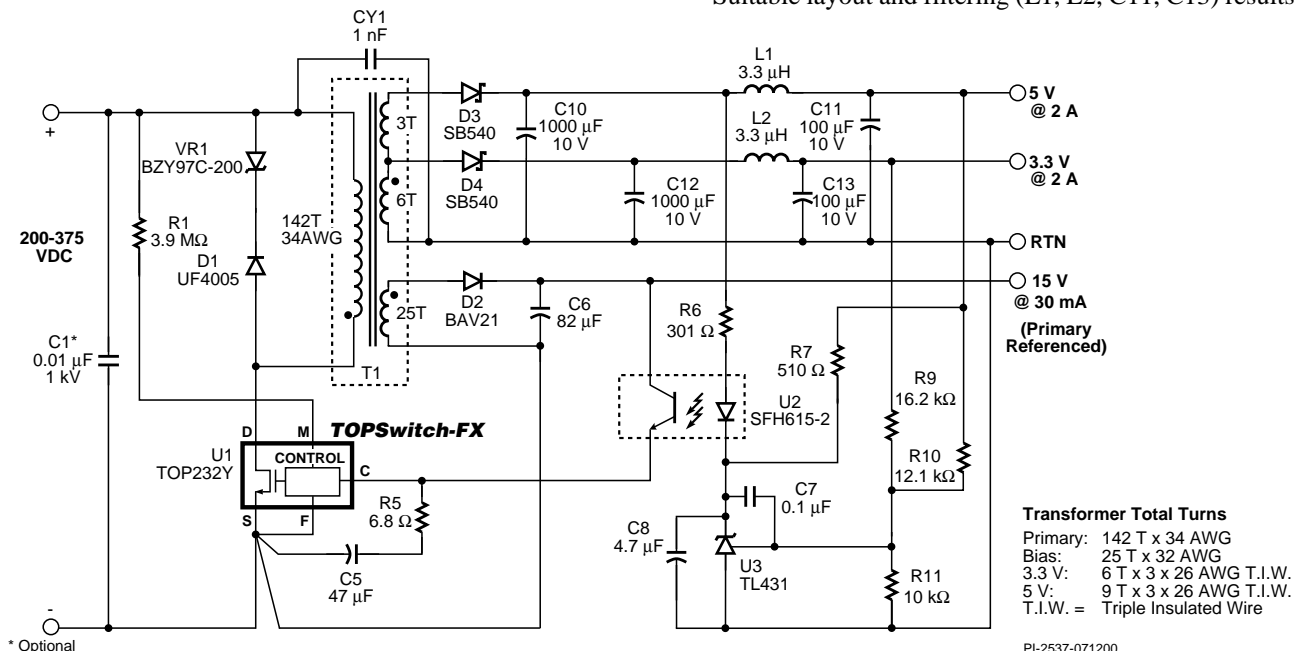 Suitable layout and filtering (L1, L2, C11, C13) results
CY1
1 nF
L1
3.3 µH
5 V
@ 2 A
+
3T
D3
SB540
C10
1000 µF
10 V
L2
3.3 µH
C11
100 µF
10 V
VR1
BZY97C-200
3.3 V
@ 2 A
D4
SB540
C12
1000 µF
10 V
C13
100 µF
10 V
6T
142T
34AWG
R1
3.9 MΩ
200-375
VDC
D1
UF4005
RTN
15 V
@ 30 mA
(Primary
Referenced)
25T
D2
BAV21
C6
82 µF
R6
301 Ω
C1*
0.01 µF
1 kV
T1
R7
510 Ω
R9
16.2 kΩ
U2
SFH615-2
D
M
TOPSwitch-FX
U1
TOP232Y
CONTROL
C
R10
12.1 kΩ
S
F
R5
6.8 Ω
C7
0.1 µF
C8
4.7 µF
U3
TL431
C5
47 µF
R11
10 kΩ
Transformer Total Turns
Primary: 142 T x 34 AWG
Bias: 25 T x 32 AWG
3.3 V: 6 T x 3 x 26 AWG T.I.W.
5 V: 9 T x 3 x 26 AWG T.I.W.
T.I.W. = Triple Insulated Wire
-
* Optional
PI-2537-071200